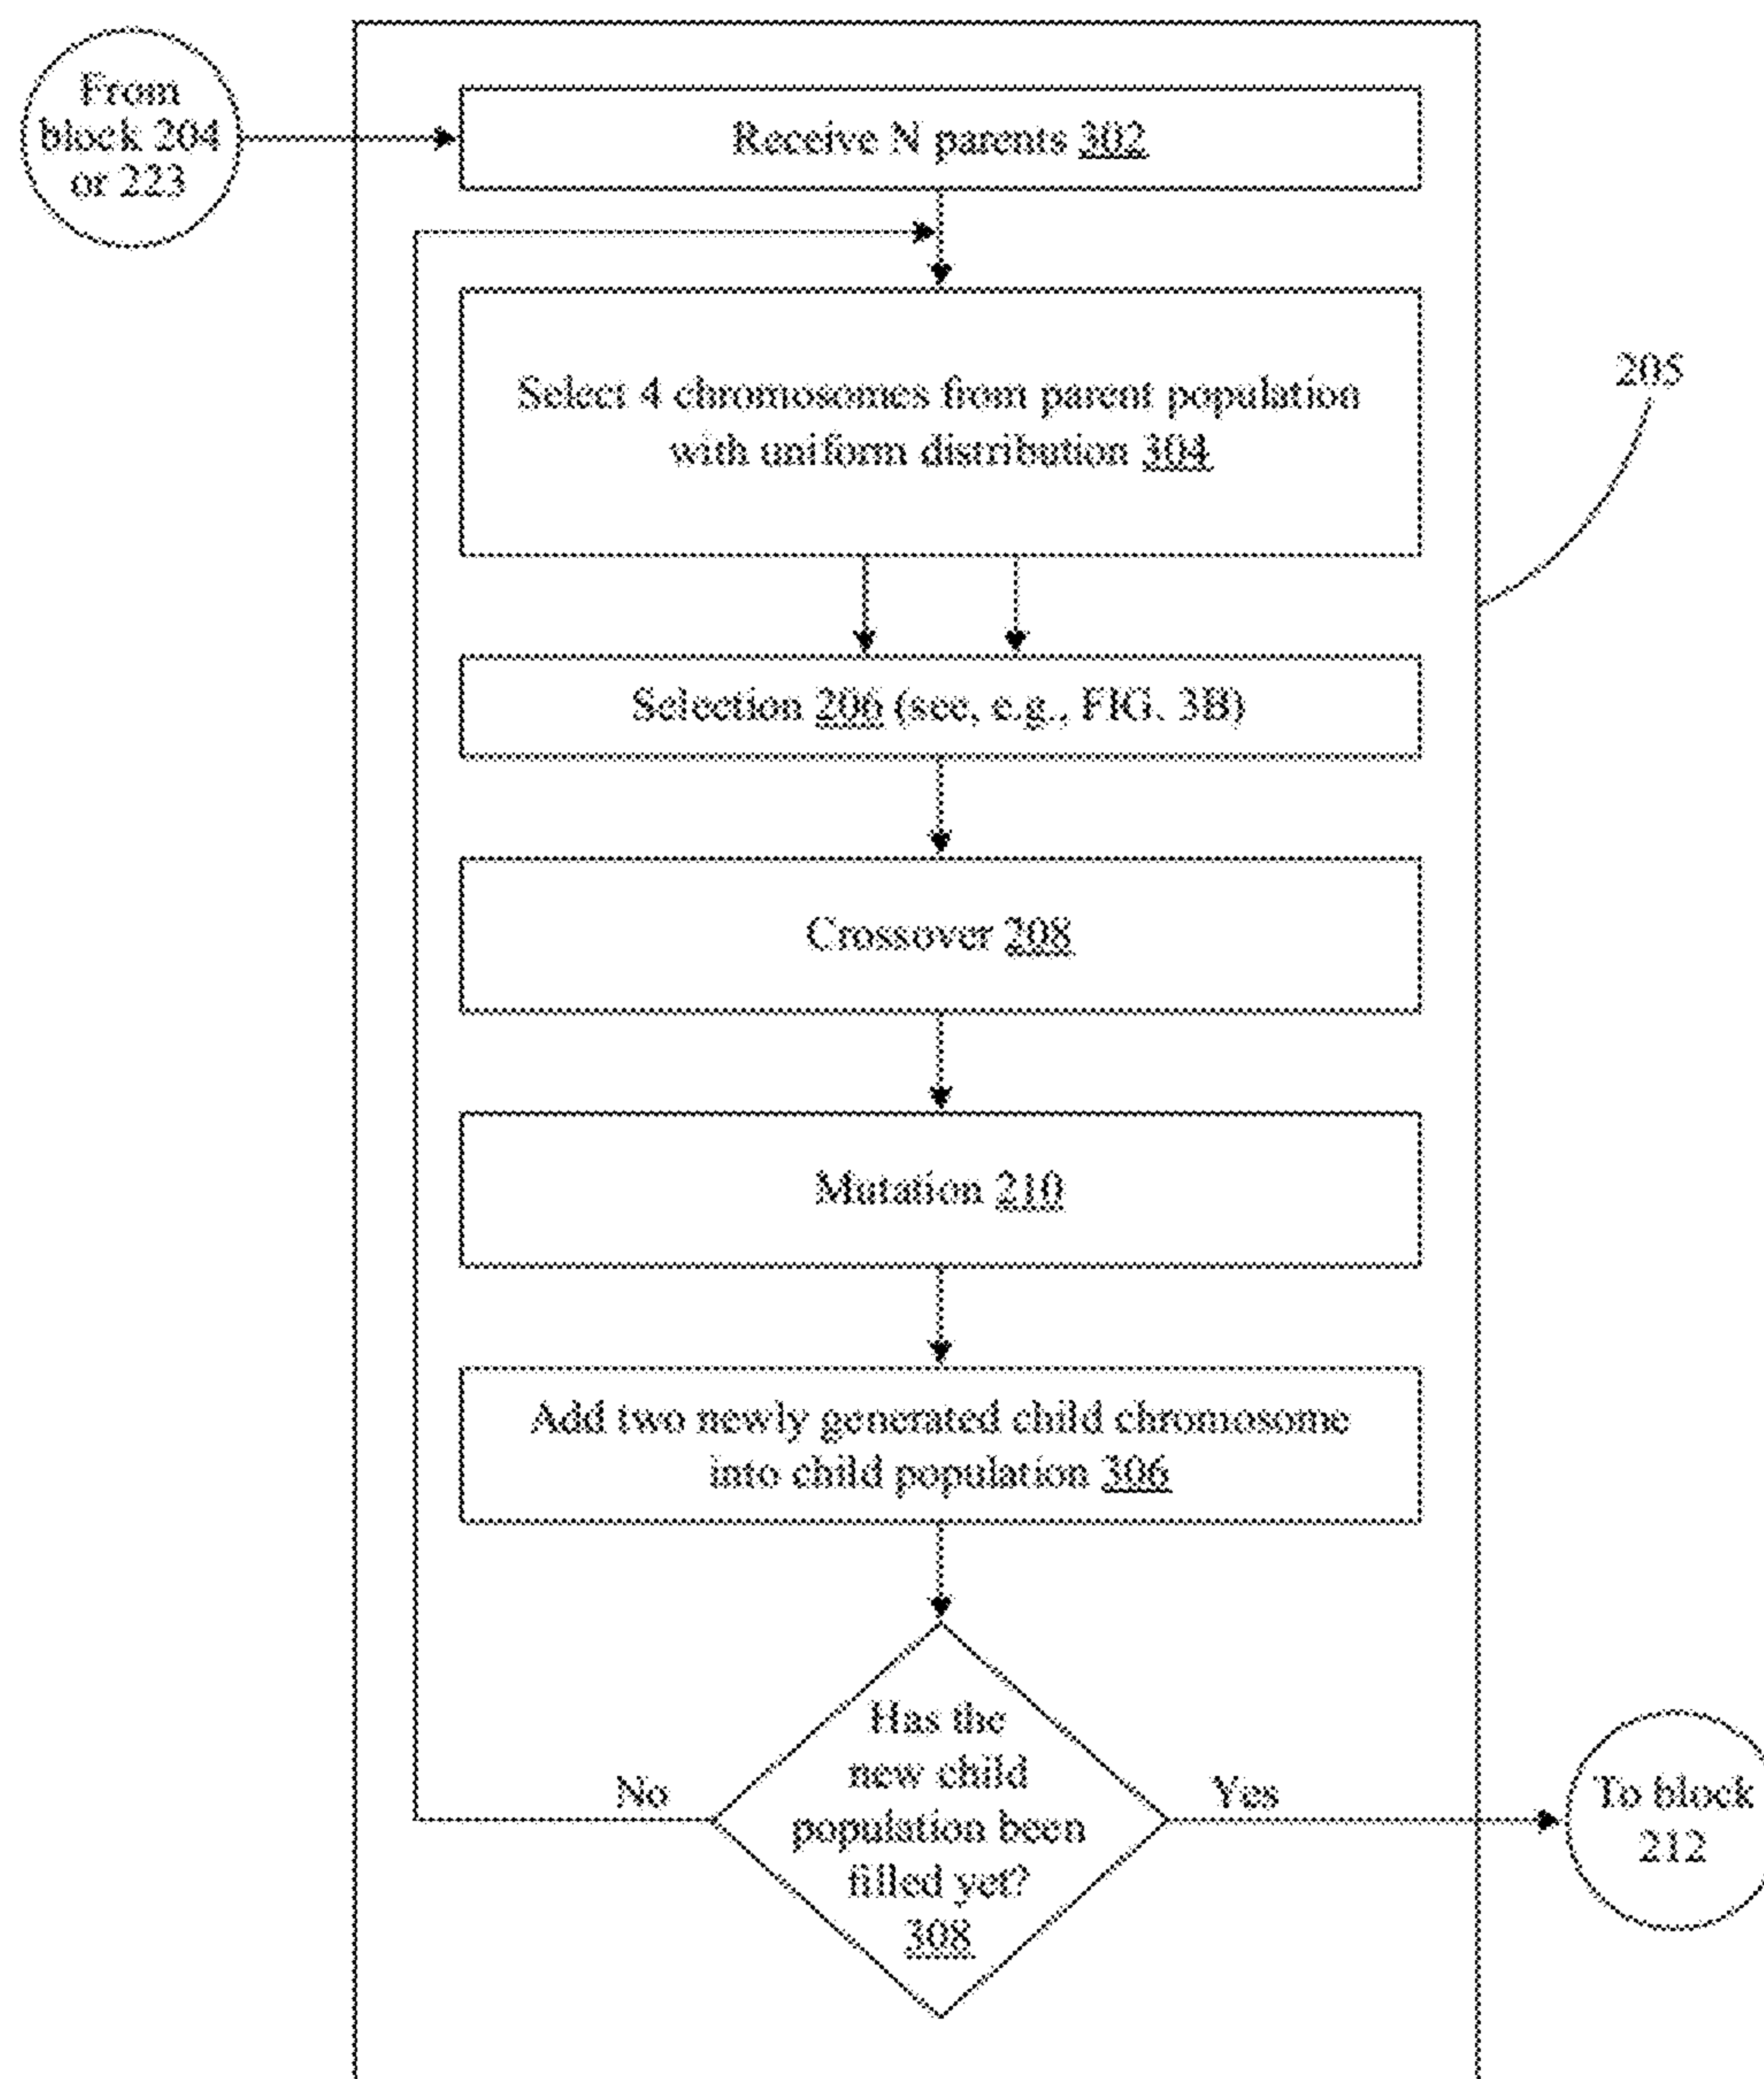 From
block 204
or 223
Receive N parents 302
Select 4 chromosomes from parent population
with uniform distribution 304
205
Selection 206 (see, e.g., FIG. 3B)
Crossover 208
Mutation 210
Add two newly generated child chromosome
into child population 306
Has the
new child
population been
filled yet?
308
No
Yes
To block
212